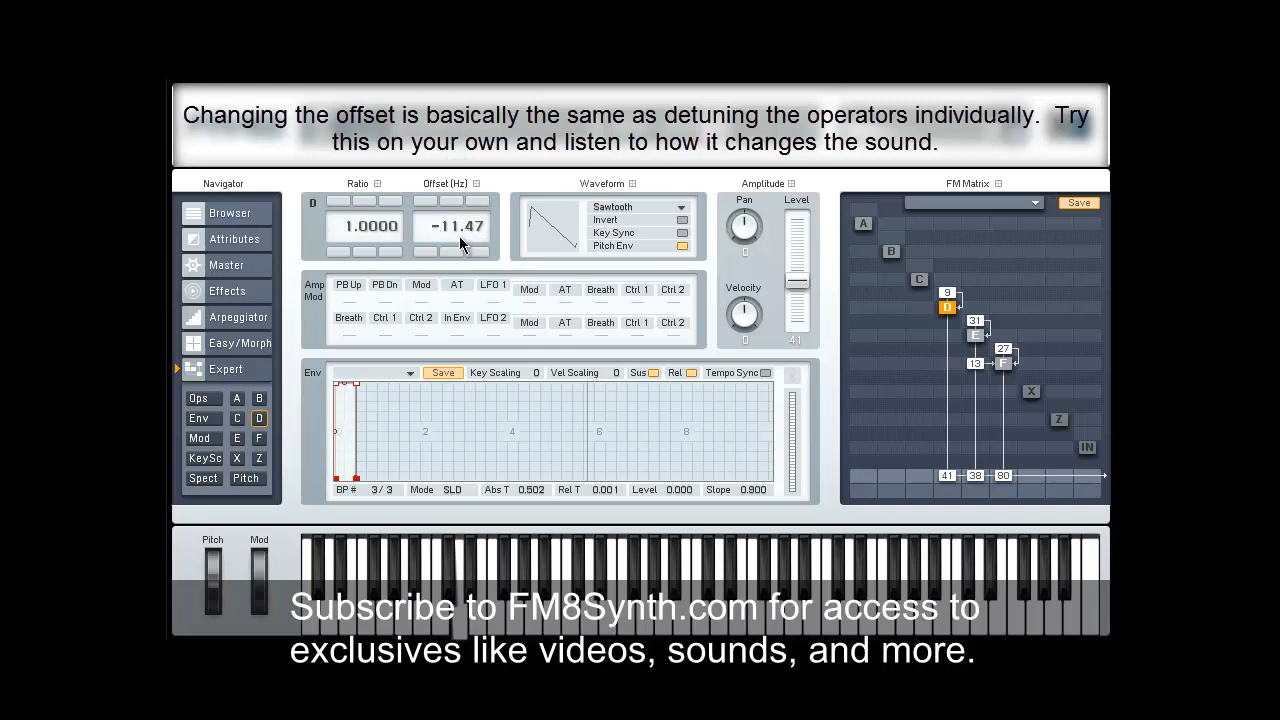 Changing the offset is basically the same as detuning the operators individually.  Try
this on your own and listen to how it changes the sound.
Navigator
Ratio
Offset (Hz)
Waveform
Amplitude
FM Matrix
Browser
Attributes
Master
Effects
Arpeggiator
Easy/Morph
Expert
Ops A B
Env C D
Mod E F
KeySc X Z
Spect Pitch
D
1.0000
-11.47
Sawtooth
Invert
Key Sync
Pitch Env
Pan
0
Velocity
0
Level
41
Amp
Mod
PB Up PB Dn Mod AT LFO 1 Mod AT Breath Ctrl 1 Ctrl 2
Breath Ctrl 1 Ctrl 2 In Env LFO 2 Mod AT Breath Ctrl 1 Ctrl 2
Env
Save
Key Scaling 0 Vel Scaling 0 Sus Rel Tempo Sync
2 4 6 8
BP # 3 / 3 Mode SLD Abs T 0.502 Rel T 0.001 Level 0.000 Slope 0.900
Save
A
B
C
9
D
31
E
27
13
F
X
Z
IN
41 38 80
Pitch
Mod
Subscribe to FM8Synth.com for access to
exclusives like videos, sounds, and more.